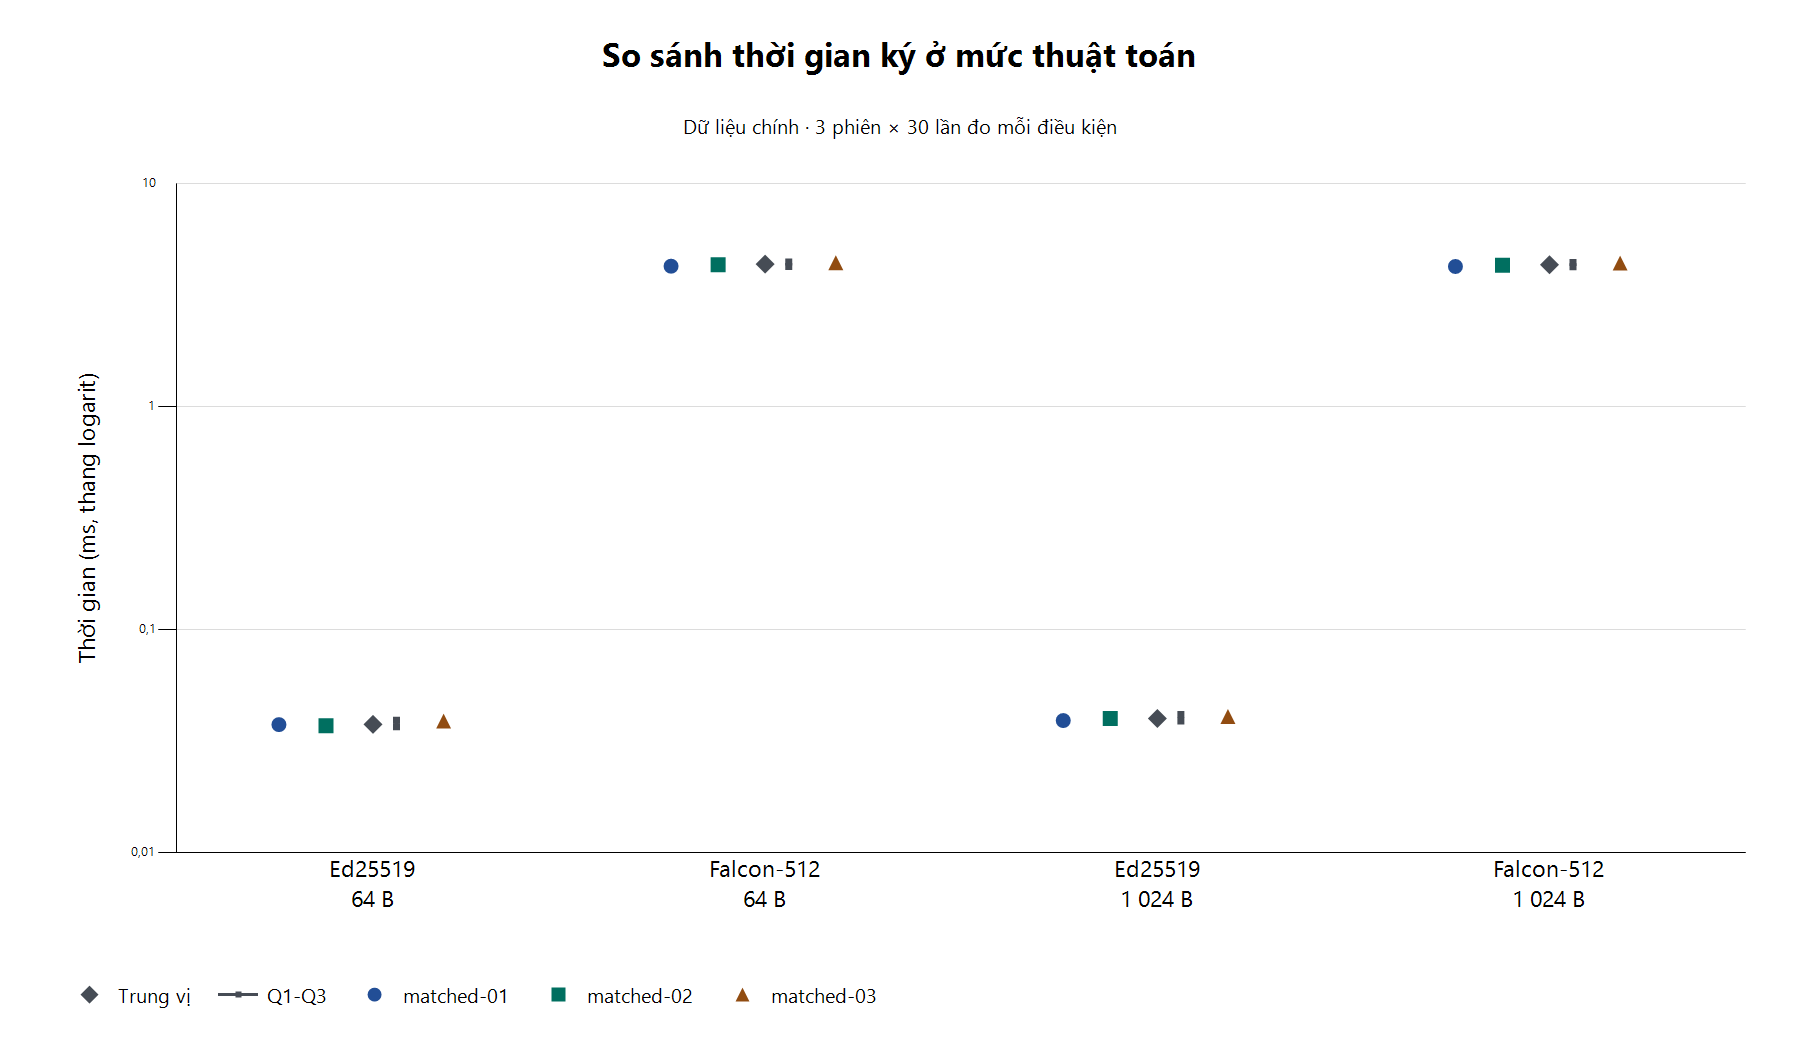 So sánh thời gian ký ở mức thuật toán
Dữ liệu chính · 3 phiên × 30 lần đo mỗi điều kiện
Thời gian (ms, thang logarit)
10
1
0,1
0,01
Ed25519
64 B
Falcon-512
64 B
Ed25519
1 024 B
Falcon-512
1 024 B
Trung vị
Q1-Q3
matched-01
matched-02
matched-03